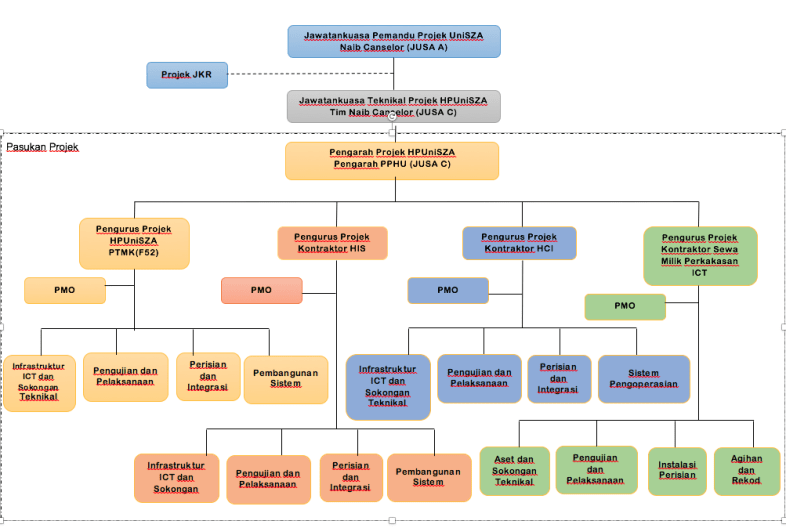 Jawatankuasa Pemandu Projek UniSZA
Naib Canselor (JUSA A)
Projek JKR
Jawatankuasa Teknikal Projek HPUniSZA
Tim Naib Canselor (JUSA C)
Pasukan Projek
Pengarah Projek HPUniSZA
Pengarah PPHU (JUSA C)
Pengurus Projek
HPUniSZA
PTMK(F52)
Pengurus Projek
Kontraktor HIS
Pengurus Projek
Kontraktor HCI
Pengurus Projek
Kontraktor Sewa
Milik Perkakasan
ICT
PMO
PMO
PMO
PMO
Infrastruktur
ICT dan
Sokongan
Teknikal
Pengujian dan
Pelaksanaan
Perisian
dan
Integrasi
Pembangunan
Sistem
Infrastruktur
ICT dan
Sokongan
Teknikal
Pengujian dan
Pelaksanaan
Perisian
dan
Integrasi
Sistem
Pengoperasian
Infrastruktur
ICT dan
Sokongan
Pengujian dan
Pelaksanaan
Perisian
dan
Integrasi
Pembangunan
Sistem
Aset dan
Sokongan
Teknikal
Pengujian
dan
Pelaksanaan
Instalasi
Perisian
Agihan
dan
Rekod